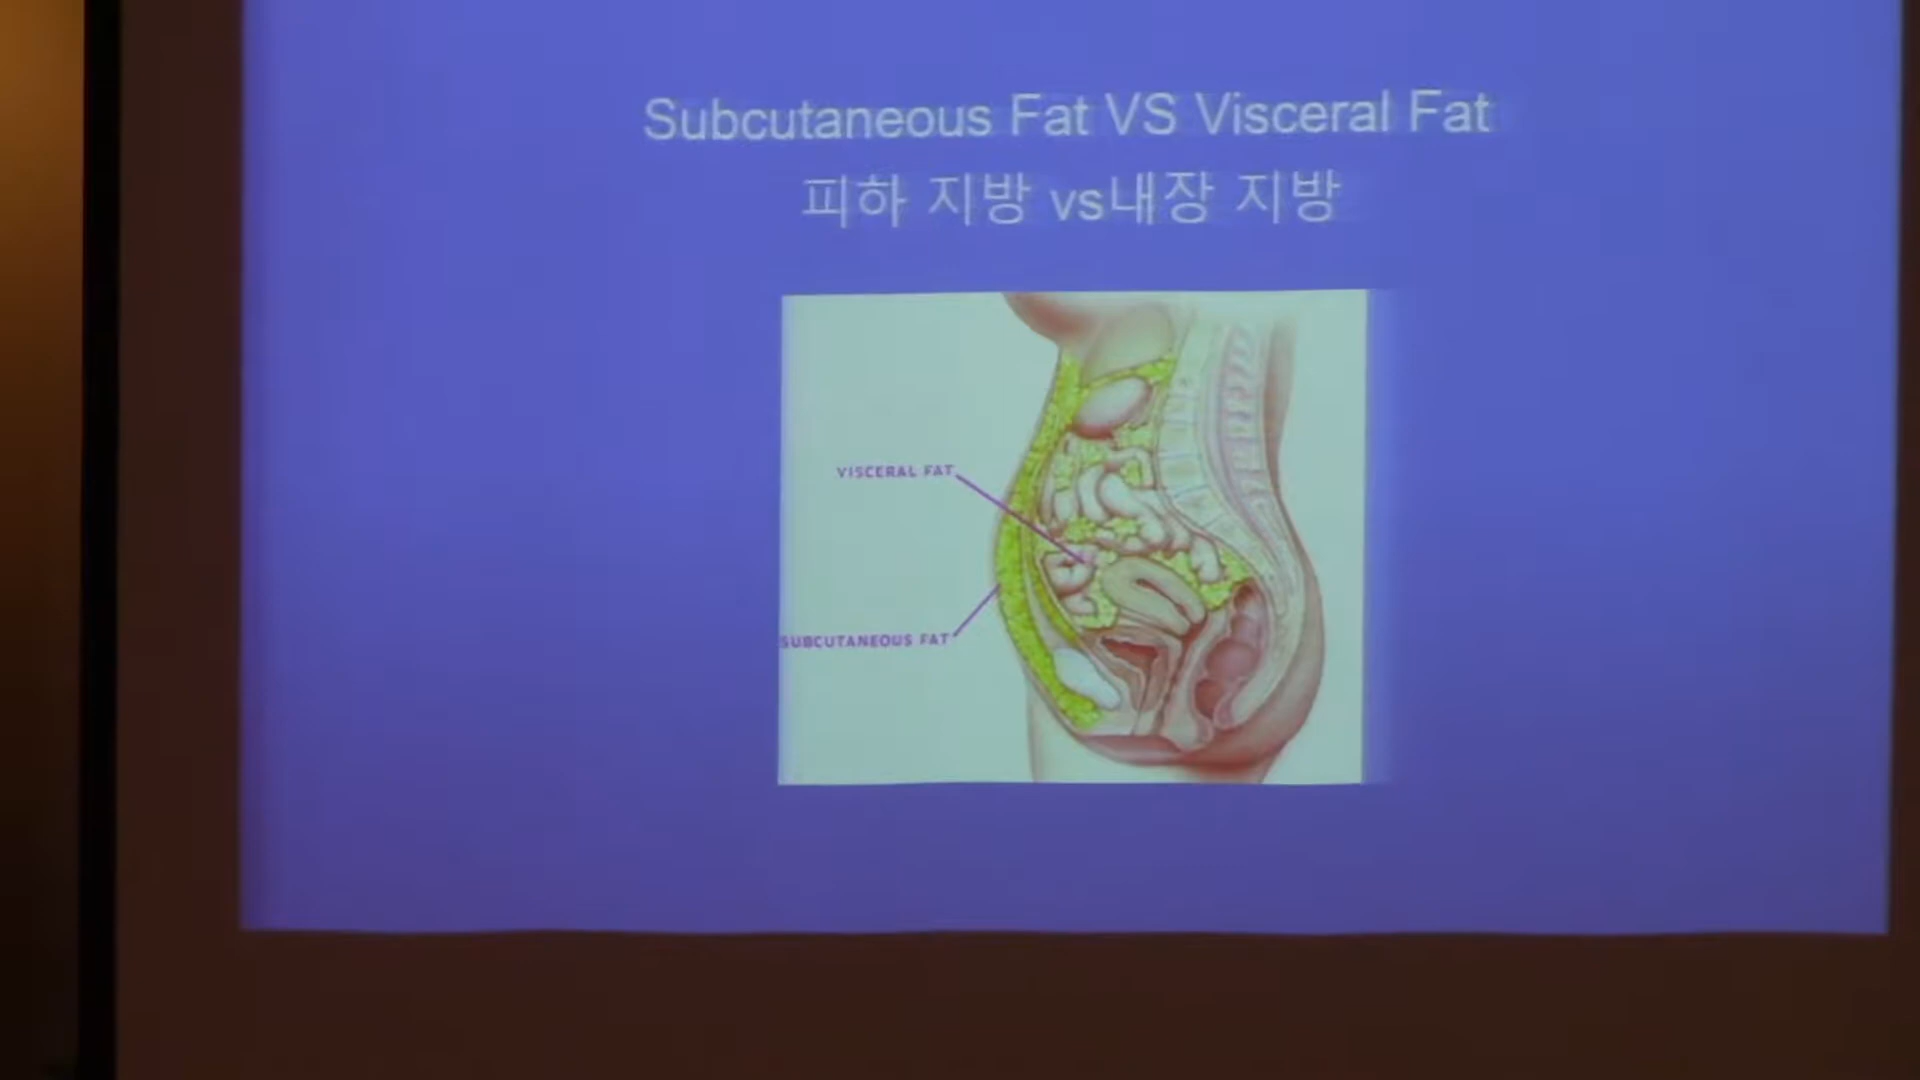 Subcutaneous Fat VS Visceral Fat
피하 지방 vs내장 지방
VISCERAL FAT
SUBCUTANEOUS FAT